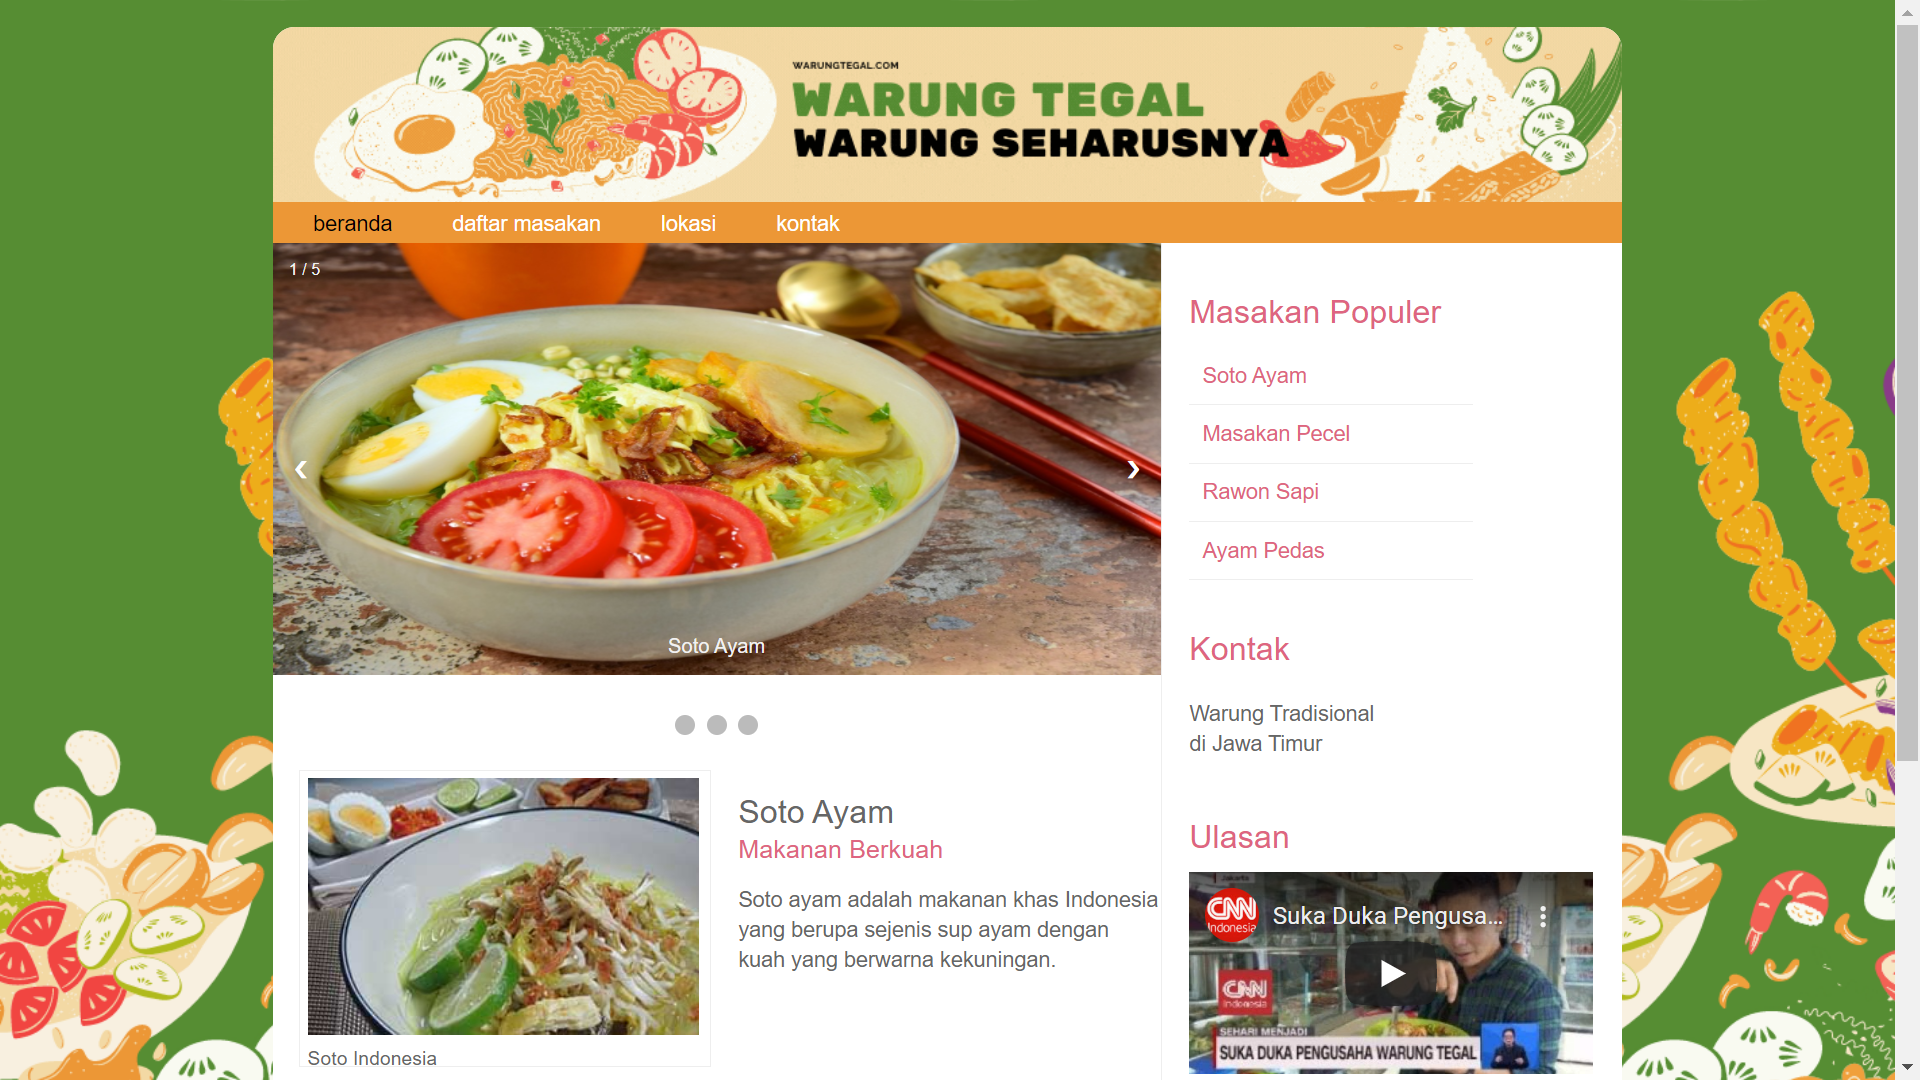 WARUNGTEGAL.COM
WARUNG TEGAL
WARUNG SEHARUSNYA
beranda
daftar masakan
lokasi
kontak
1 / 5
❮
❯
Soto Ayam
Soto Indonesia
Soto Ayam
Makanan Berkuah
Soto ayam adalah makanan khas Indonesia
yang berupa sejenis sup ayam dengan
kuah yang berwarna kekuningan.
Masakan Populer
Soto Ayam
Masakan Pecel
Rawon Sapi
Ayam Pedas
Kontak
Warung Tradisional
di Jawa Timur
Ulasan
CNN
Indonesia
Suka Duka Pengusa...
Jakarta
CNN
Indonesia
SEHARI MENJADI
SUKA DUKA PENGUSAHA WARUNG TEGAL